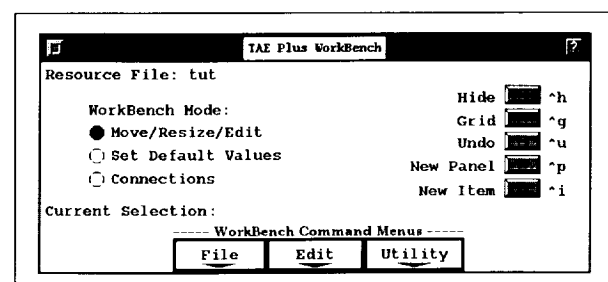 TAE Plus WorkBench ?
Resource File: tut
Hide ^h
WorkBench Mode:
Grid ^g
Move/Resize/Edit
Undo ^u
Set Default Values
New Panel ^p
Connections
New Item ^i
Current Selection:
----- WorkBench Command Menus -----
File Edit Utility